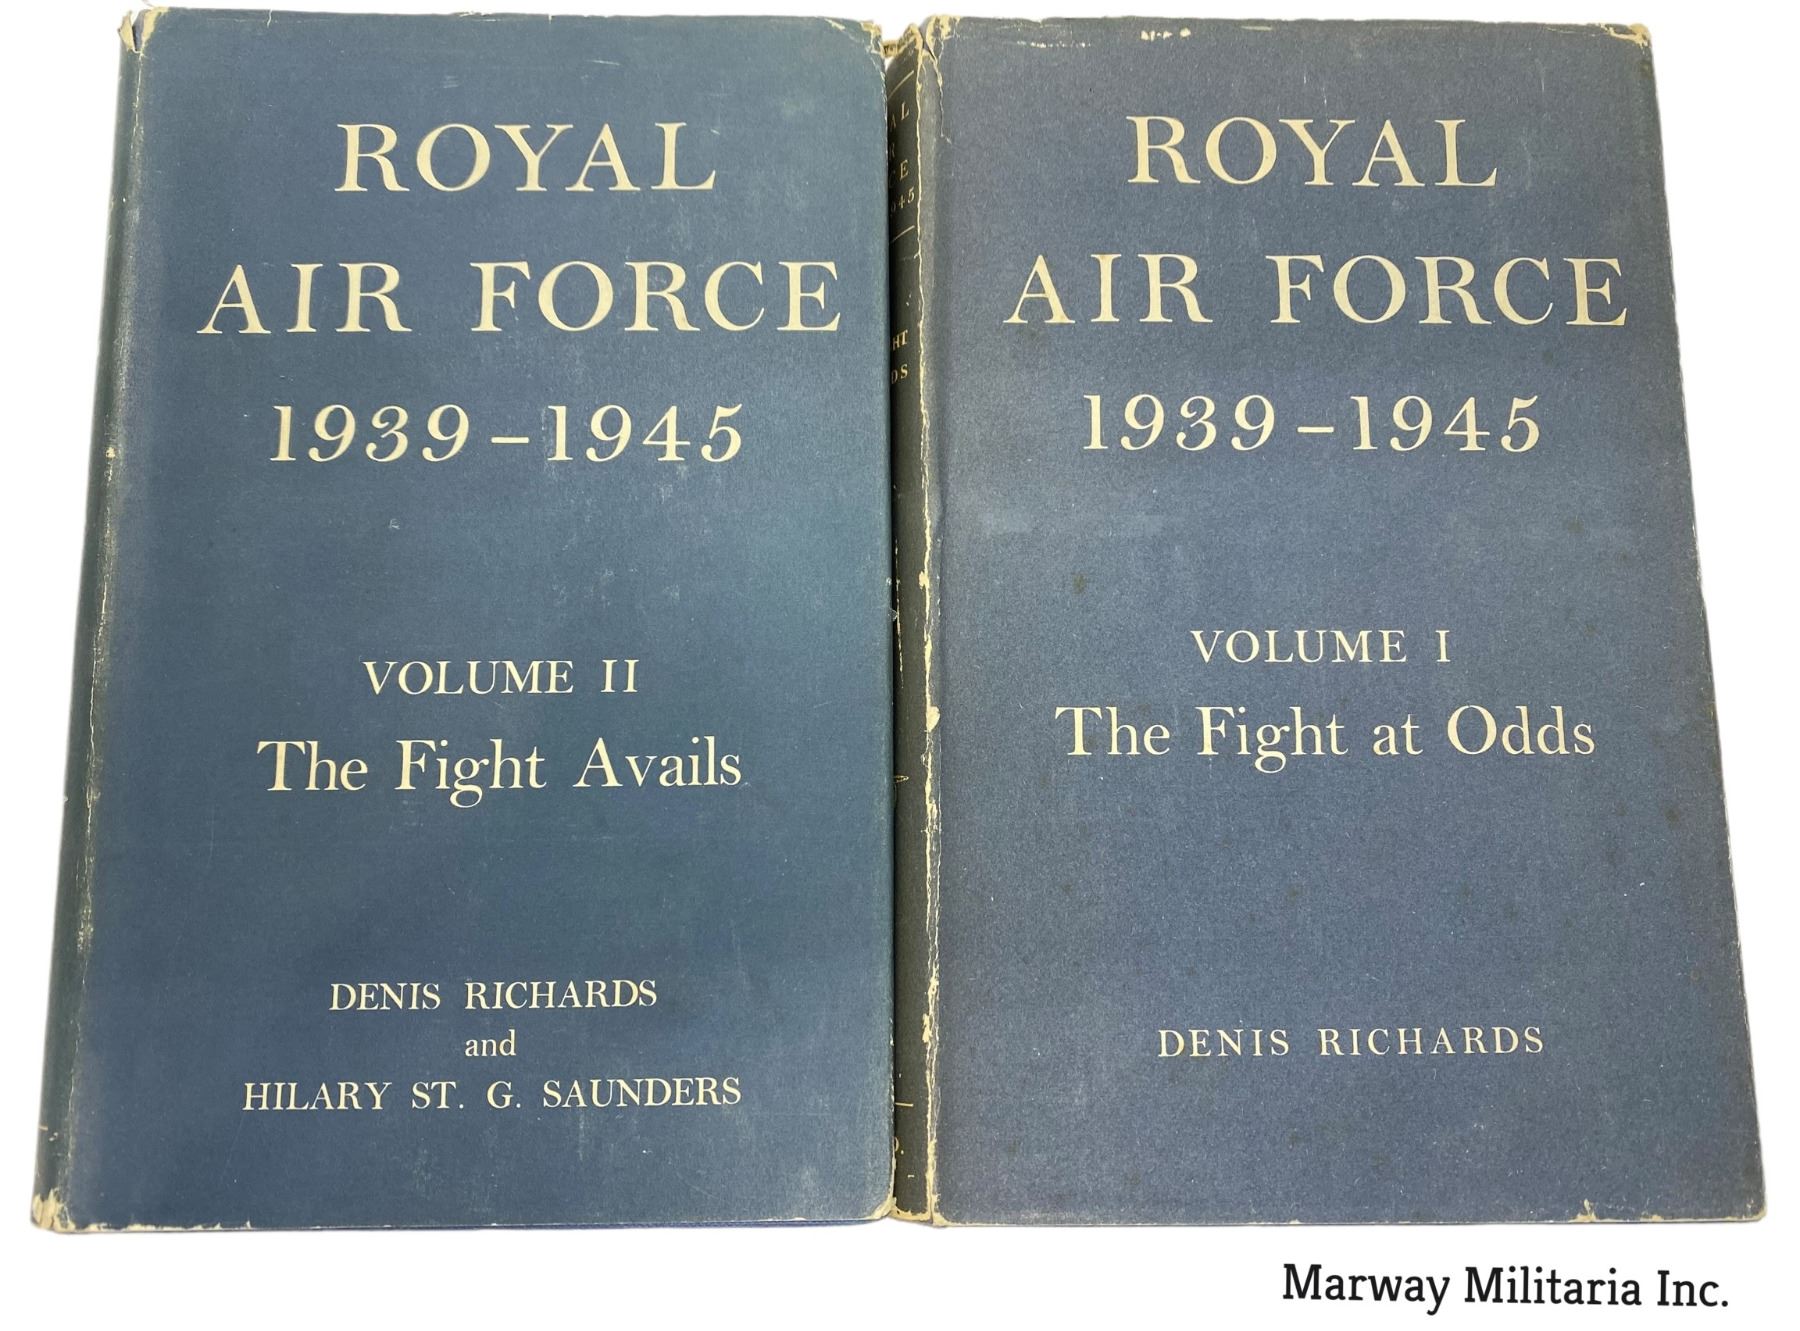 ROYAL
AIR FORCE
1939-1945
VOLUME II
The Fight Avails
DENIS RICHARDS
and
HILARY ST. G. SAUNDERS
ROYAL
AIR FORCE
1939-1945
VOLUME I
The Fight at Odds
DENIS RICHARDS
Marway Militaria Inc.